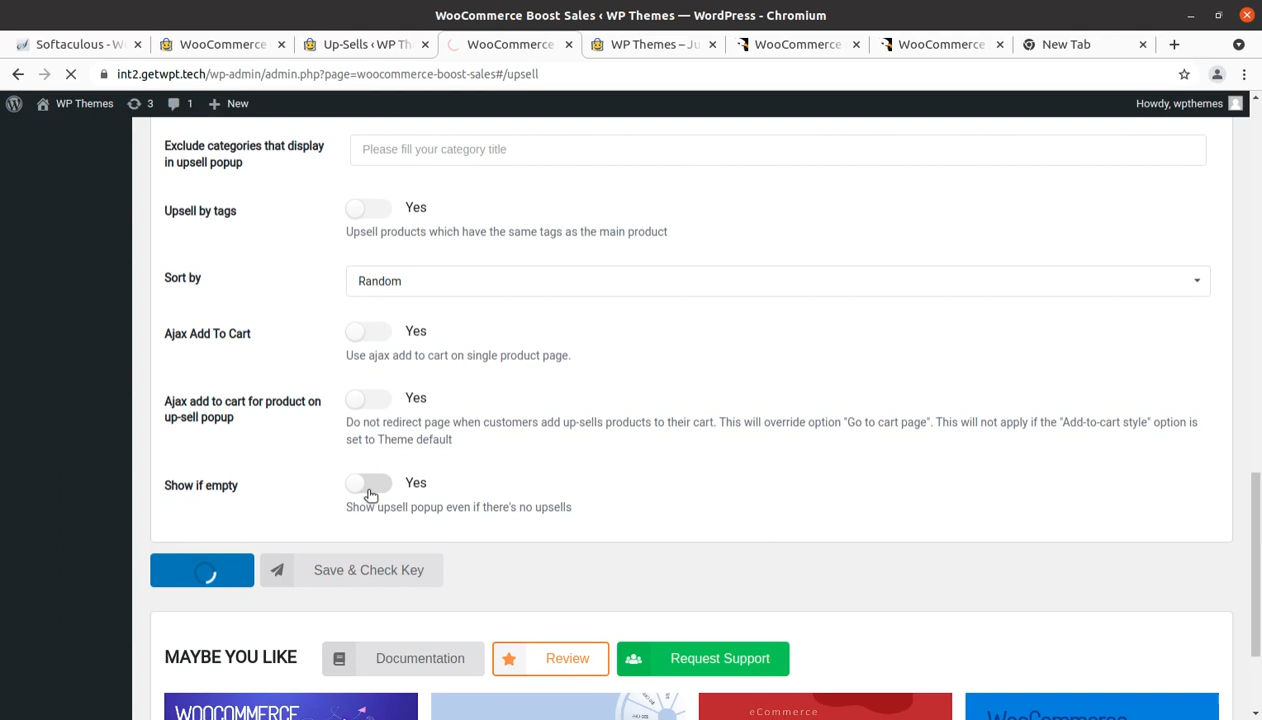 WooCommerce Boost Sales ‹ WP Themes — WordPress - Chromium
Softaculous - W
WooCommerce
Up-Sells ‹ WP Th
WooCommerce
WP Themes – Ju
WooCommerce
WooCommerce
New Tab
int2.getwpt.tech/wp-admin/admin.php?page=woocommerce-boost-sales#/upsell
WP Themes
3
1
New
Howdy, wpthemes
Exclude categories that display
in upsell popup
Please fill your category title
Upsell by tags
Yes
Upsell products which have the same tags as the main product
Sort by
Random
Ajax Add To Cart
Yes
Use ajax add to cart on single product page.
Ajax add to cart for product on
up-sell popup
Yes
Do not redirect page when customers add up-sells products to their cart. This will override option "Go to cart page". This will not apply if the "Add-to-cart style" option is
set to Theme default
Show if empty
Yes
Show upsell popup even if there's no upsells
Save & Check Key
MAYBE YOU LIKE
Documentation
Review
Request Support
WOOCOMMERCE
eCommerce
WooCommerce